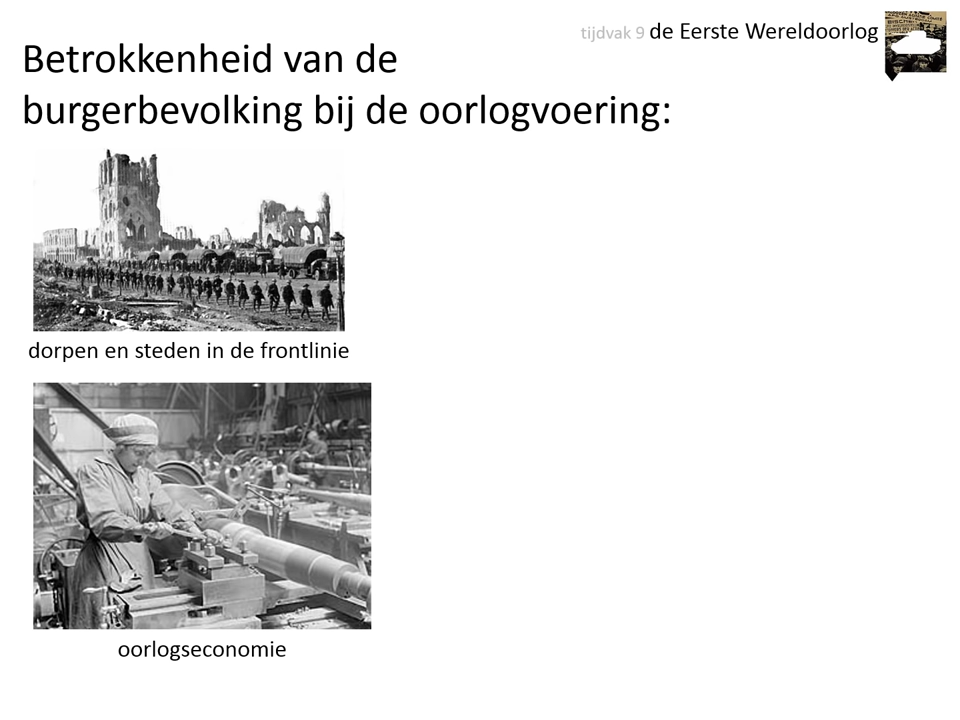 tijdvak 9 de Eerste Wereldoorlog
Betrokkenheid van de
burgerbevolking bij de oorlogvoering:
dorpen en steden in de frontlinie
oorlogseconomie